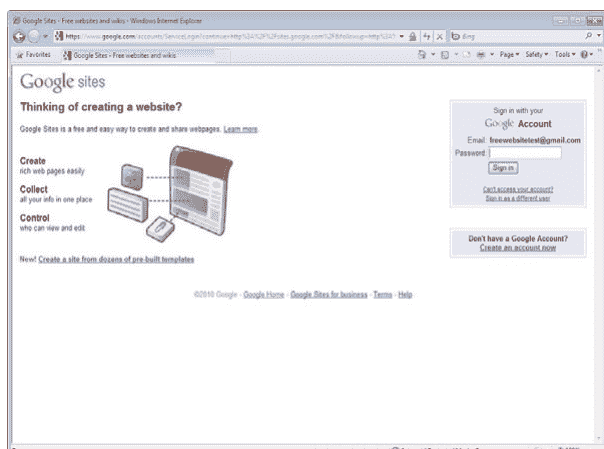 Google Sites - Free websites and wikis - Windows Internet Explorer
Bing
Favorites
Google Sites - Free websites and wikis
Page
Safety
Tools
Google sites
Thinking of creating a website?
Google Sites is a free and easy way to create and share webpages. Learn more.
Create
rich web pages easily
Collect
all your info in one place
Control
who can view and edit
New! Create a site from dozens of pre-built templates
Sign in with your
Google Account
Email: freewebsitetest@gmail.com
Password:
Sign in
Can't access your account?
Sign in as a different user
Don't have a Google Account?
Create an account now
©2010 Google - Google Home - Google Sites for business - Terms - Help